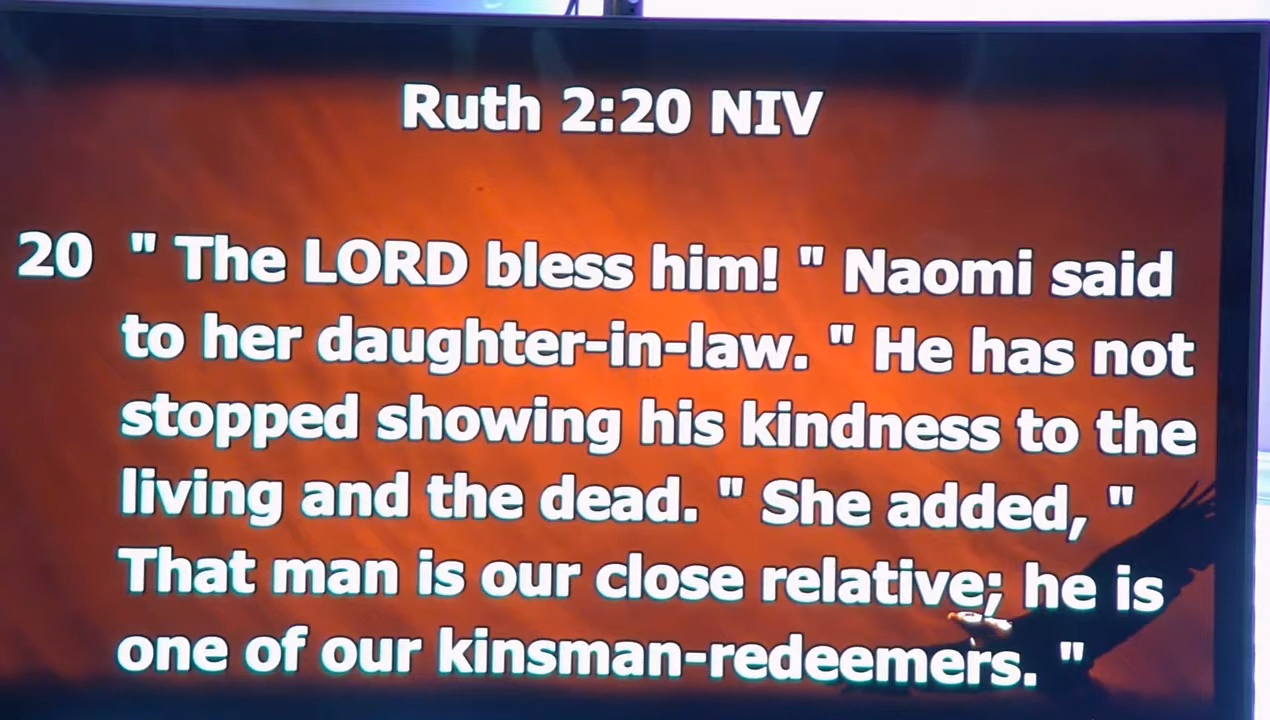 Ruth 2:20 NIV
20 " The LORD bless him! " Naomi said
to her daughter-in-law. " He has not
stopped showing his kindness to the
living and the dead. " She added, "
That man is our close relative; he is
one of our kinsman-redeemers. "